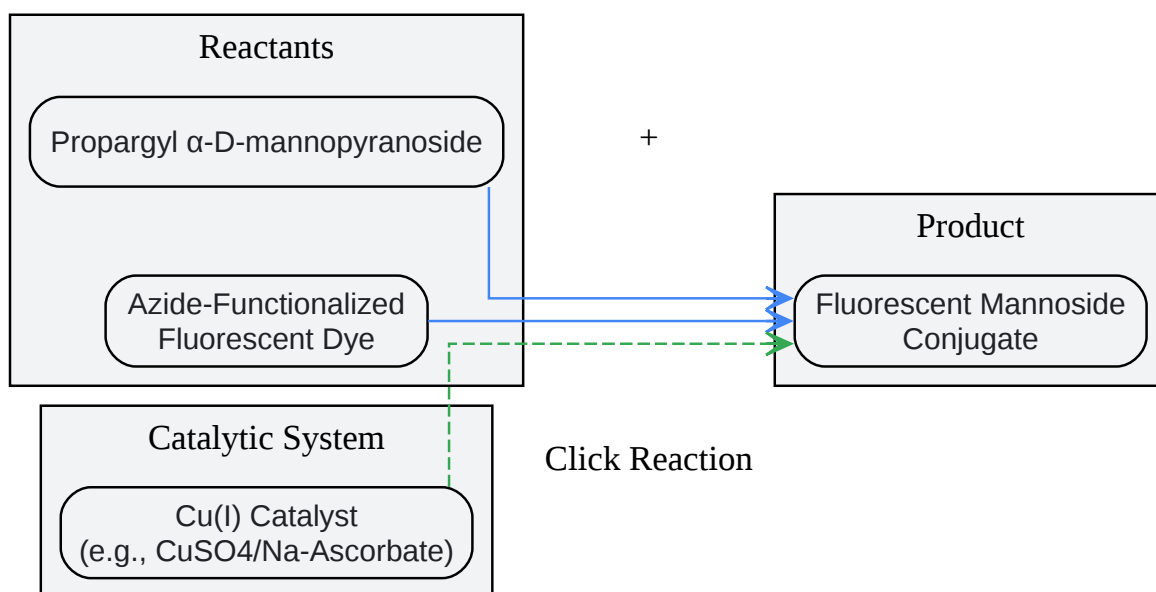 Reactants
Propargyl α-D-mannopyranoside
+
Azide-Functionalized
Fluorescent Dye
Product
Fluorescent Mannoside
Conjugate
Catalytic System
Click Reaction
Cu(I) Catalyst
(e.g., CuSO4/Na-Ascorbate)